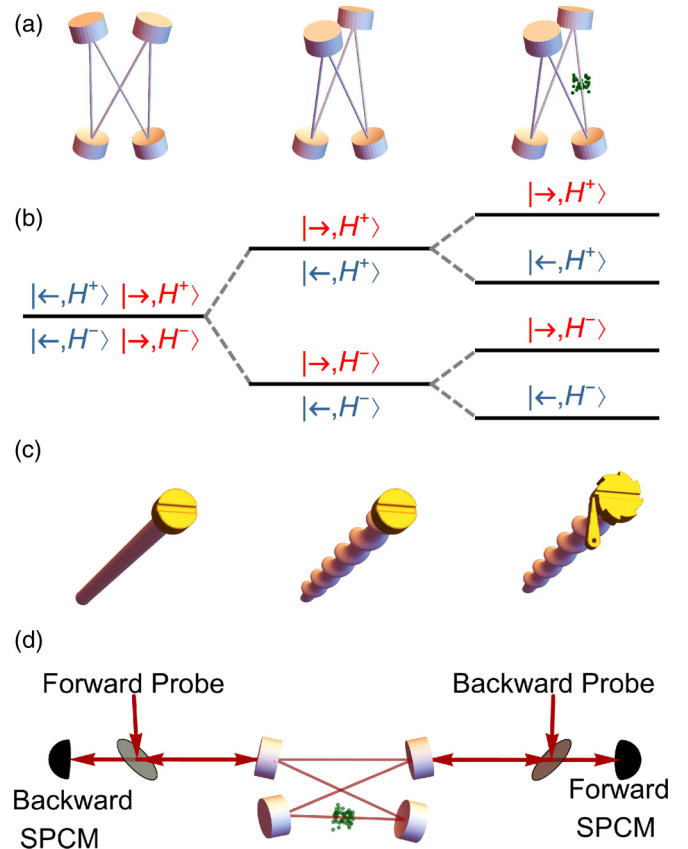 (a)
(b)
|→,H⁺⟩
|→,H⁺⟩
|←,H⁺⟩
|←,H⁺⟩
|←,H⁺⟩ |→,H⁺⟩
|←,H⁻⟩ |→,H⁻⟩
|→,H⁻⟩
|→,H⁻⟩
|←,H⁻⟩
|←,H⁻⟩
(c)
(d)
Forward Probe
Backward Probe
Backward
SPCM
Forward
SPCM